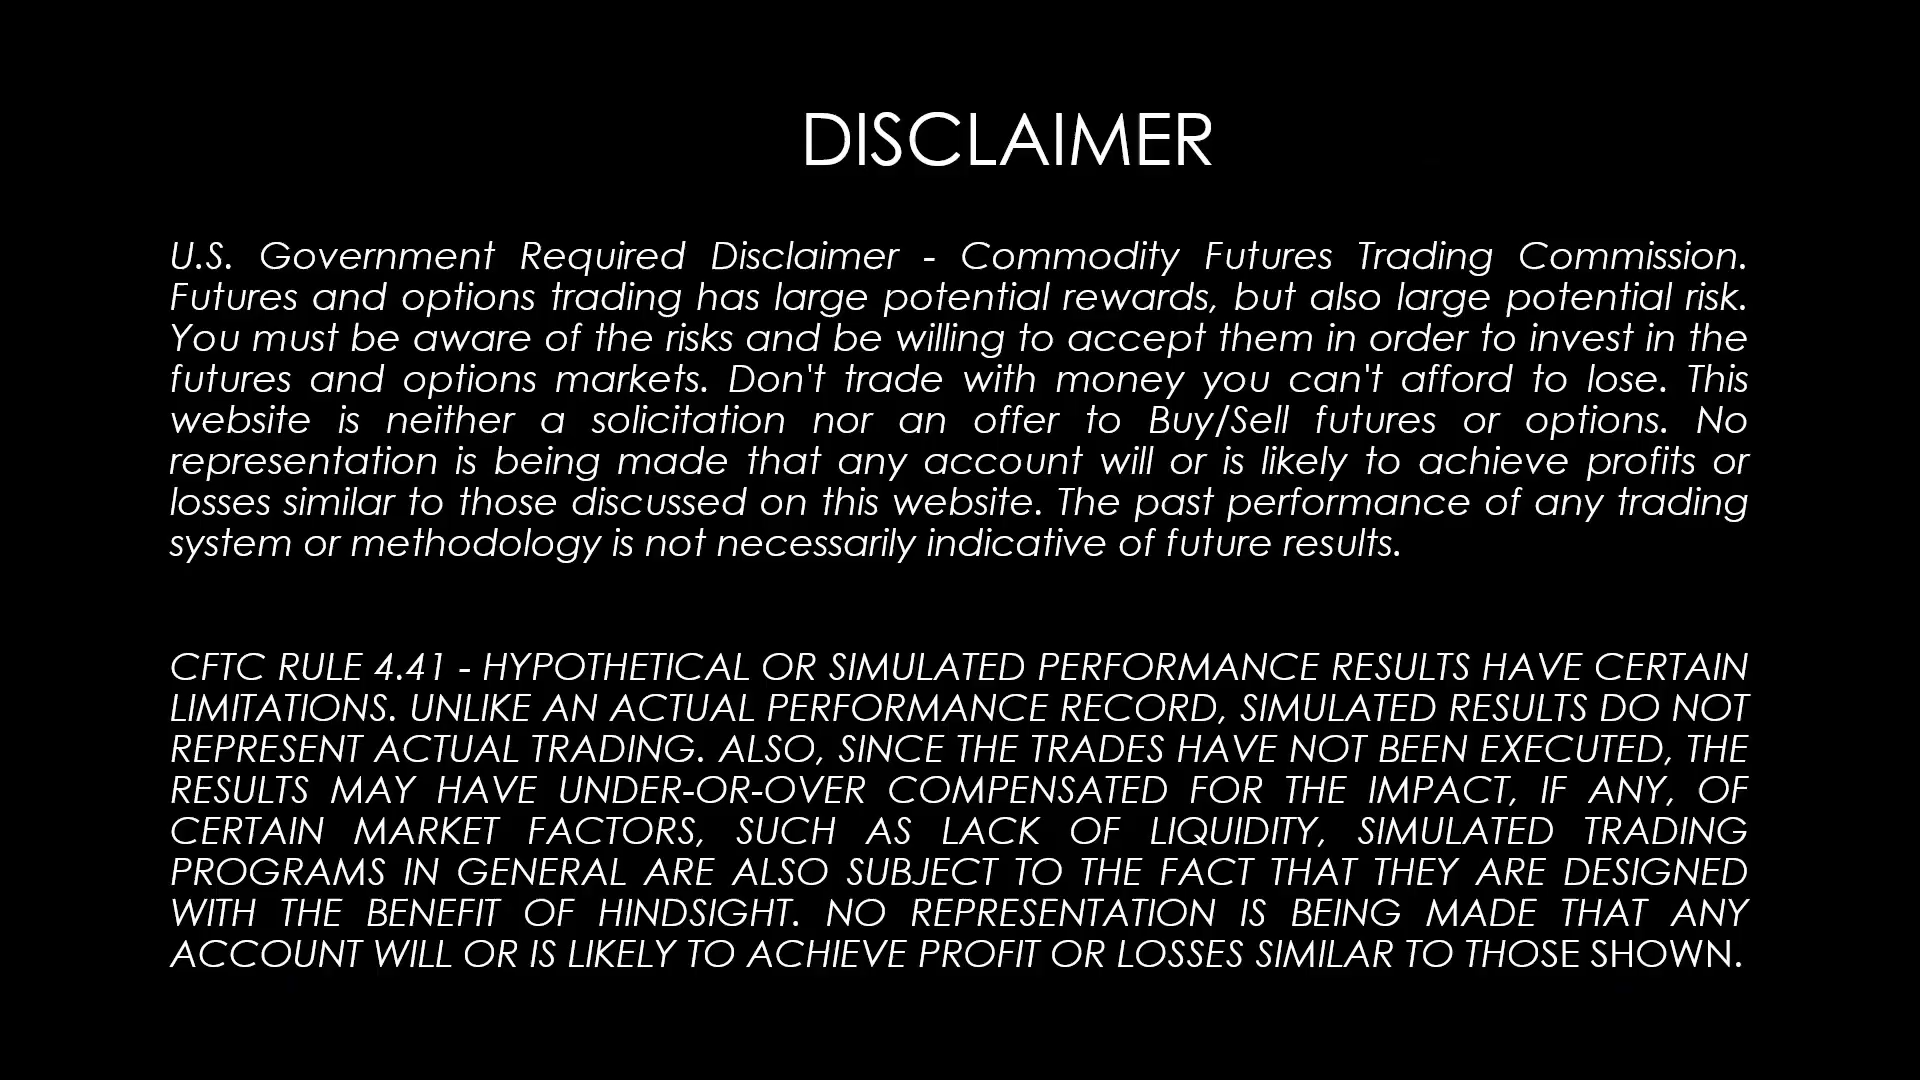 DISCLAIMER
U.S. Government Required Disclaimer - Commodity Futures Trading Commission.
Futures and options trading has large potential rewards, but also large potential risk.
You must be aware of the risks and be willing to accept them in order to invest in the
futures and options markets. Don't trade with money you can't afford to lose. This
website is neither a solicitation nor an offer to Buy/Sell futures or options. No
representation is being made that any account will or is likely to achieve profits or
losses similar to those discussed on this website. The past performance of any trading
system or methodology is not necessarily indicative of future results.
CFTC RULE 4.41 - HYPOTHETICAL OR SIMULATED PERFORMANCE RESULTS HAVE CERTAIN
LIMITATIONS. UNLIKE AN ACTUAL PERFORMANCE RECORD, SIMULATED RESULTS DO NOT
REPRESENT ACTUAL TRADING. ALSO, SINCE THE TRADES HAVE NOT BEEN EXECUTED, THE
RESULTS MAY HAVE UNDER-OR-OVER COMPENSATED FOR THE IMPACT, IF ANY, OF
CERTAIN MARKET FACTORS, SUCH AS LACK OF LIQUIDITY, SIMULATED TRADING
PROGRAMS IN GENERAL ARE ALSO SUBJECT TO THE FACT THAT THEY ARE DESIGNED
WITH THE BENEFIT OF HINDSIGHT. NO REPRESENTATION IS BEING MADE THAT ANY
ACCOUNT WILL OR IS LIKELY TO ACHIEVE PROFIT OR LOSSES SIMILAR TO THOSE SHOWN.